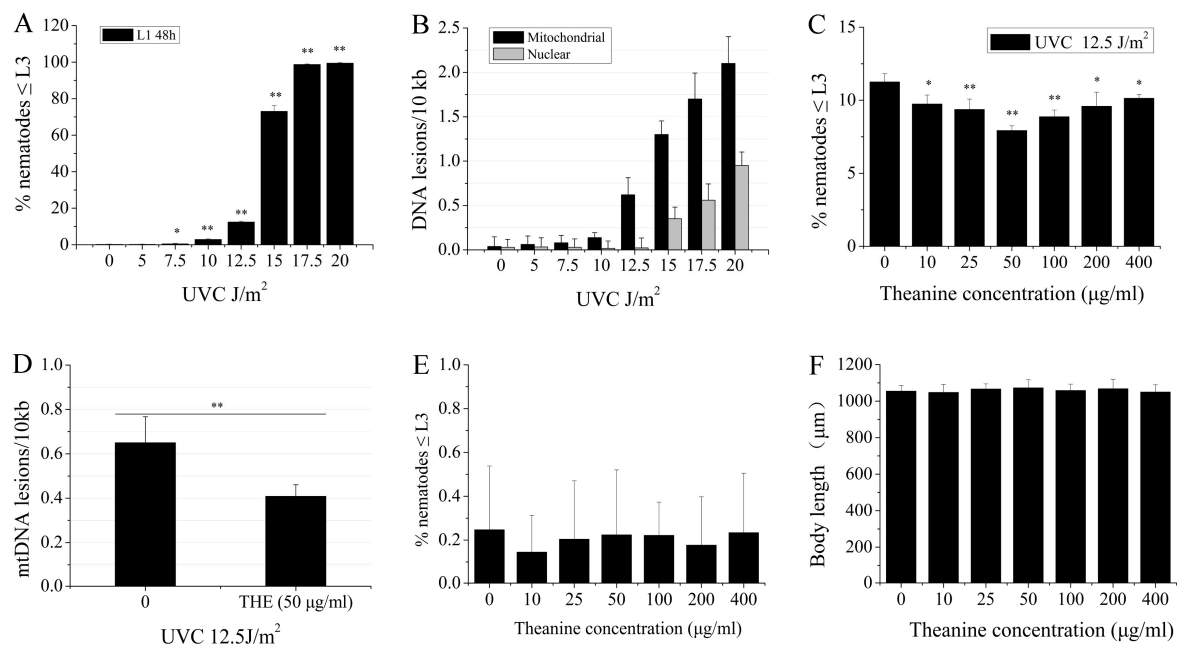 A
L1 48h
% nematodes ≤ L3
120
100
80
60
40
20
0
* ** ** ** ** **
0 5 7.5 10 12.5 15 17.5 20
UVC J/m²
B
Mitochondrial
Nuclear
DNA lesions/10 kb
2.5
2.0
1.5
1.0
0.5
0.0
0 5 7.5 10 12.5 15 17.5 20
UVC J/m²
C
UVC 12.5 J/m²
% nematodes ≤ L3
15
10
5
0
* ** ** ** * *
0 10 25 50 100 200 400
Theanine concentration (μg/ml)
D
mtDNA lesions/10kb
1.0
0.8
0.6
0.4
0.2
0.0
**
0 THE (50 μg/ml)
UVC 12.5J/m²
E
% nematodes ≤ L3
1.0
0.8
0.6
0.4
0.2
0.0
0 10 25 50 100 200 400
Theanine concentration (μg/ml)
F
Body length（μm）
1200
1000
800
600
400
200
0
0 10 25 50 100 200 400
Theanine concentration (μg/ml)